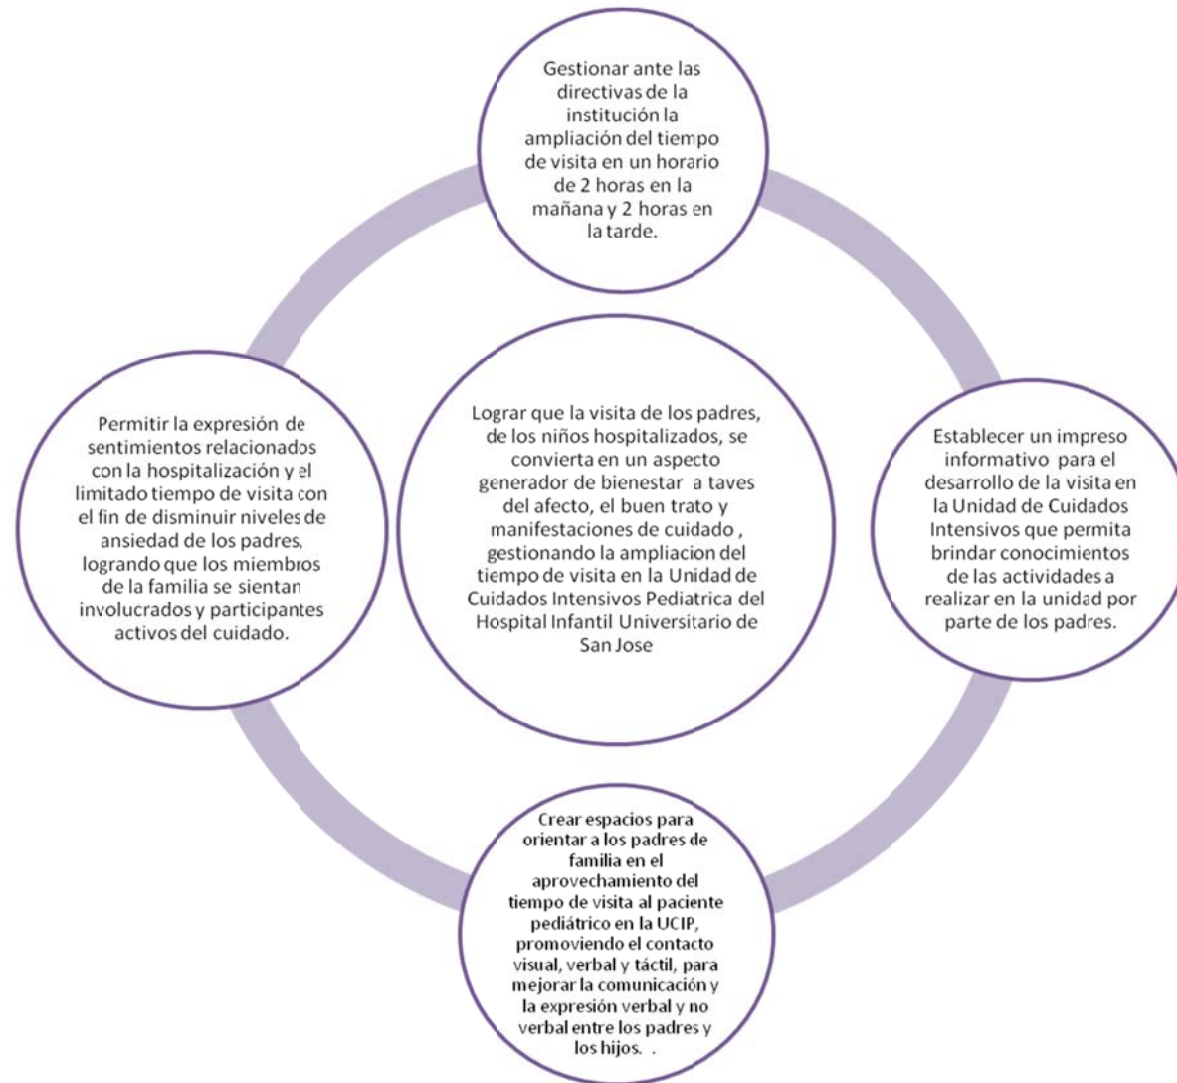 Gestionar ante las
directivas de la
institución la
ampliación del tiempo
de visita en un horario
de 2 horas en la
mañana y 2 horas en
la tarde.
Permitir la expresión de
sentimientos relacionados
con la hospitalización y el
limitado tiempo de visita con
el fin de disminuir niveles de
ansiedad de los padres,
logrando que los miembros
de la familia se sientan
involucrados y participantes
activos del cuidado.
Lograr que la visita de los padres,
de los niños hospitalizados, se
convierta en un aspecto
generador de bienestar a taves
del afecto, el buen trato y
manifestaciones de cuidado ,
gestionando la ampliacion del
tiempo de visita en la Unidad de
Cuidados Intensivos Pediatrica del
Hospital Infantil Universitario de
San Jose
Establecer un impreso
informativo para el
desarrollo de la visita en
la Unidad de Cuidados
Intensivos que permita
brindar conocimientos
de las actividades a
realizar en la unidad por
parte de los padres.
Crear espacios para
orientar a los padres de
familia en el
aprovechamiento del
tiempo de visita al paciente
pediátrico en la UCIP,
promoviendo el contacto
visual, verbal y táctil, para
mejorar la comunicación y
la expresión verbal y no
verbal entre los padres y
los hijos. .